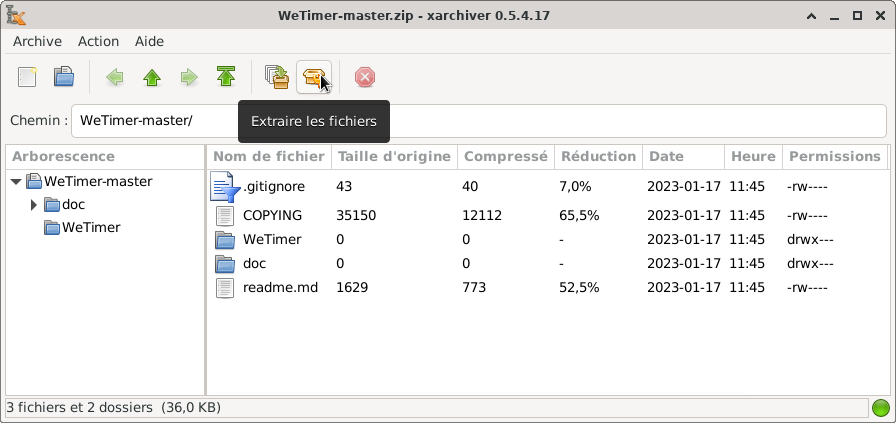 WeTimer-master.zip - xarchiver 0.5.4.17
Archive Action Aide
Chemin : WeTimer-master/
Extraire les fichiers
Arborescence
WeTimer-master
doc
WeTimer
Nom de fichier Taille d'origine Compressé Réduction Date Heure Permissions
.gitignore 43 40 7,0% 2023-01-17 11:45 -rw----
COPYING 35150 12112 65,5% 2023-01-17 11:45 -rw----
WeTimer 0 0 - 2023-01-17 11:45 drwx---
doc 0 0 - 2023-01-17 11:45 drwx---
readme.md 1629 773 52,5% 2023-01-17 11:45 -rw----
3 fichiers et 2 dossiers (36,0 KB)